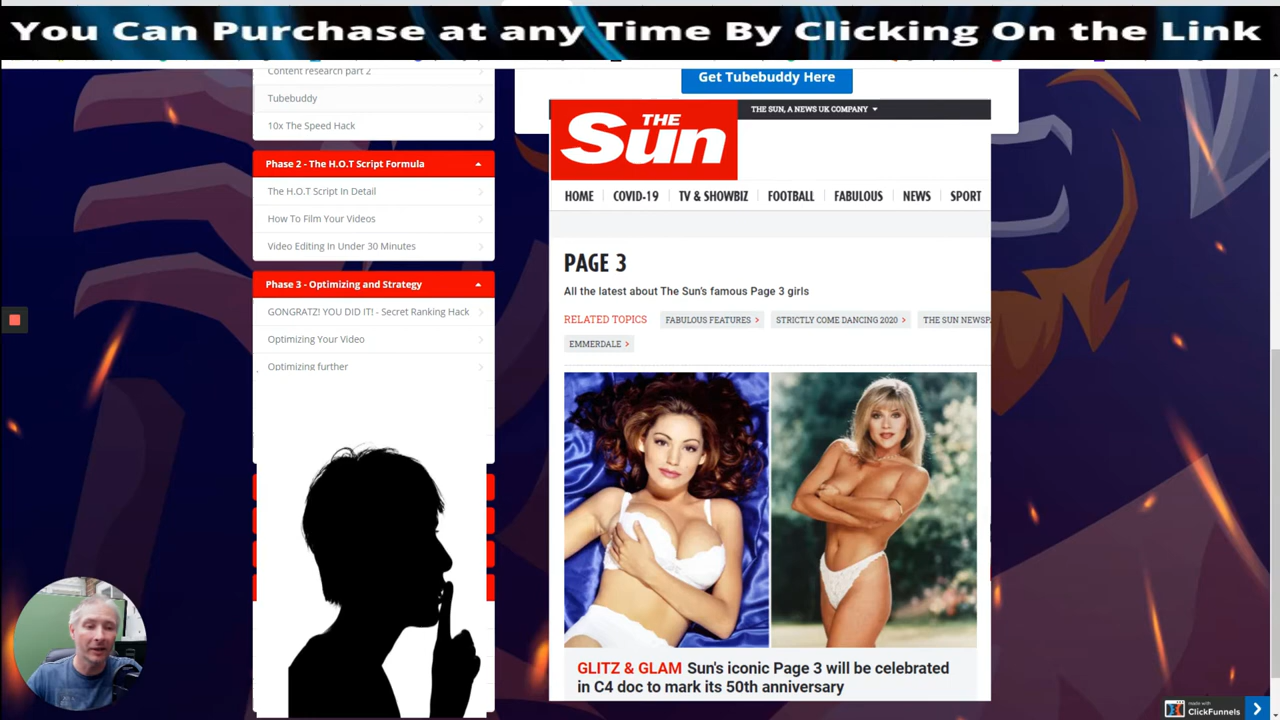 You Can Purchase at any Time By Clicking On the Link
Content research part 2
Tubebuddy
10x The Speed Hack
Phase 2 - The H.O.T Script Formula
The H.O.T Script In Detail
How To Film Your Videos
Video Editing In Under 30 Minutes
Phase 3 - Optimizing and Strategy
GONGRATZ! YOU DID IT! - Secret Ranking Hack
Optimizing Your Video
Optimizing further
Get Tubebuddy Here
THE Sun
THE SUN, A NEWS UK COMPANY
HOME COVID-19 TV & SHOWBIZ FOOTBALL FABULOUS NEWS SPORT
PAGE 3
All the latest about The Sun's famous Page 3 girls
RELATED TOPICS FABULOUS FEATURES > STRICTLY COME DANCING 2020 > THE SUN NEWSPA
EMMERDALE >
GLITZ & GLAM Sun's iconic Page 3 will be celebrated
in C4 doc to mark its 50th anniversary
made with
ClickFunnels